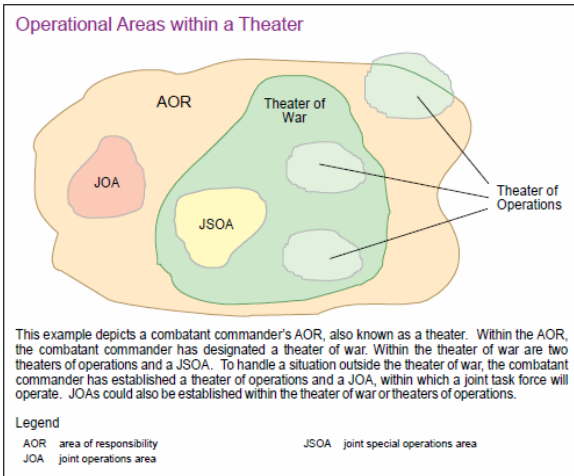 Operational Areas within a Theater
AOR
Theater of
War
JOA
JSOA
Theater of
Operations
This example depicts a combatant commander's AOR, also known as a theater. Within the AOR,
the combatant commander has designated a theater of war. Within the theater of war are two
theaters of operations and a JSOA. To handle a situation outside the theater of war, the combatant
commander has established a theater of operations and a JOA, within which a joint task force will
operate. JOAs could also be established within the theater of war or theaters of operations.
Legend
AOR area of responsibility JSOA joint special operations area
JOA joint operations area